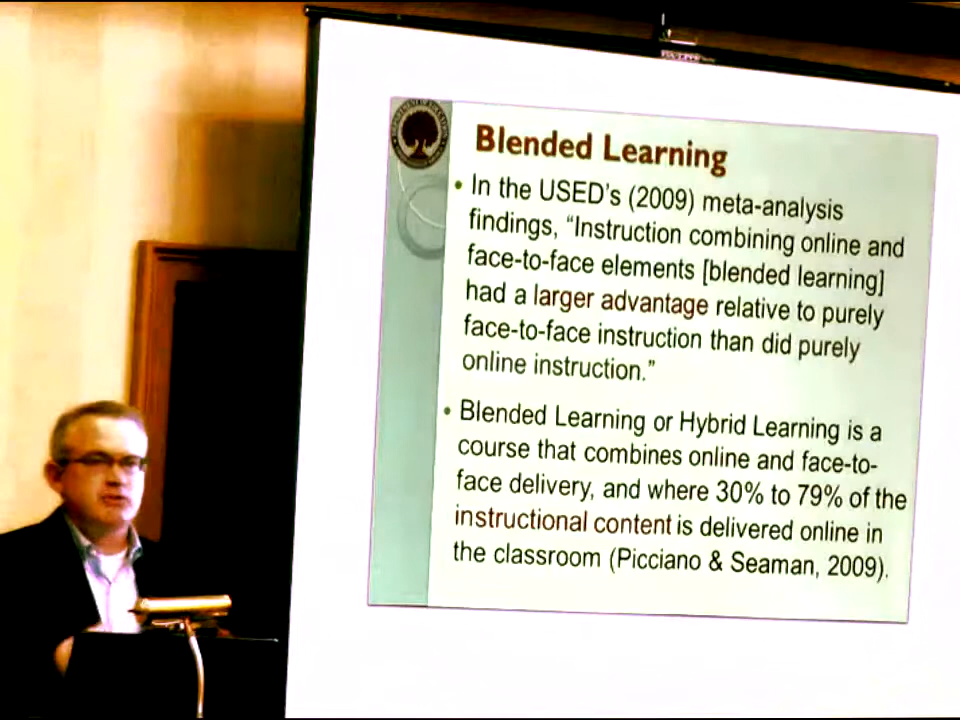 Blended Learning
• In the USED's (2009) meta-analysis
findings, “Instruction combining online and
face-to-face elements [blended learning]
had a larger advantage relative to purely
face-to-face instruction than did purely
online instruction.”
• Blended Learning or Hybrid Learning is a
course that combines online and face-to-
face delivery, and where 30% to 79% of the
instructional content is delivered online in
the classroom (Picciano & Seaman, 2009).